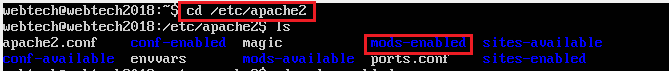 webtech@webtech2018:~$ cd /etc/apache2
webtech@webtech2018:/etc/apache2$ ls
apache2.conf conf-enabled magic mods-enabled sites-available
conf-available envvars mods-available ports.conf sites-enabled